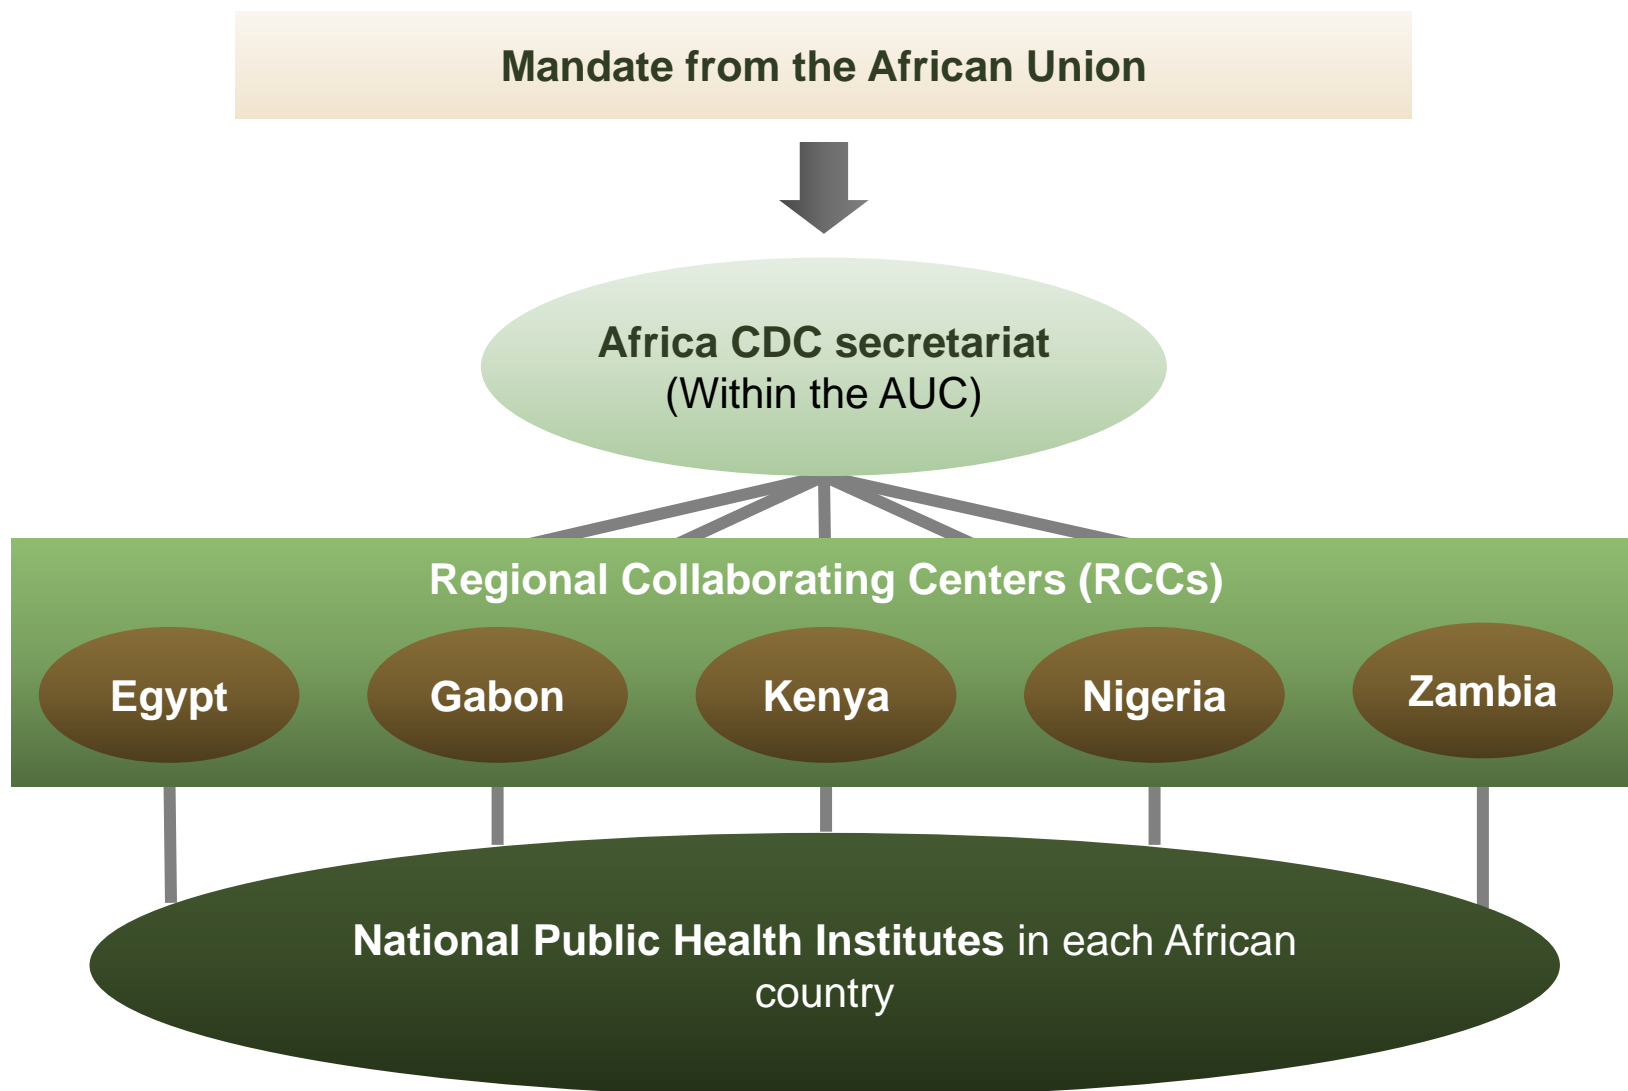 Mandate from the African Union
Africa CDC secretariat
(Within the AUC)
Regional Collaborating Centers (RCCs)
Egypt
Gabon
Kenya
Nigeria
Zambia
National Public Health Institutes in each African
country